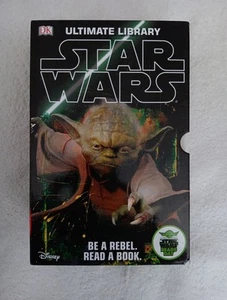 DK
ULTIMATE LIBRARY
STAR
WARS
BE A REBEL.
READ A BOOK.
Disney